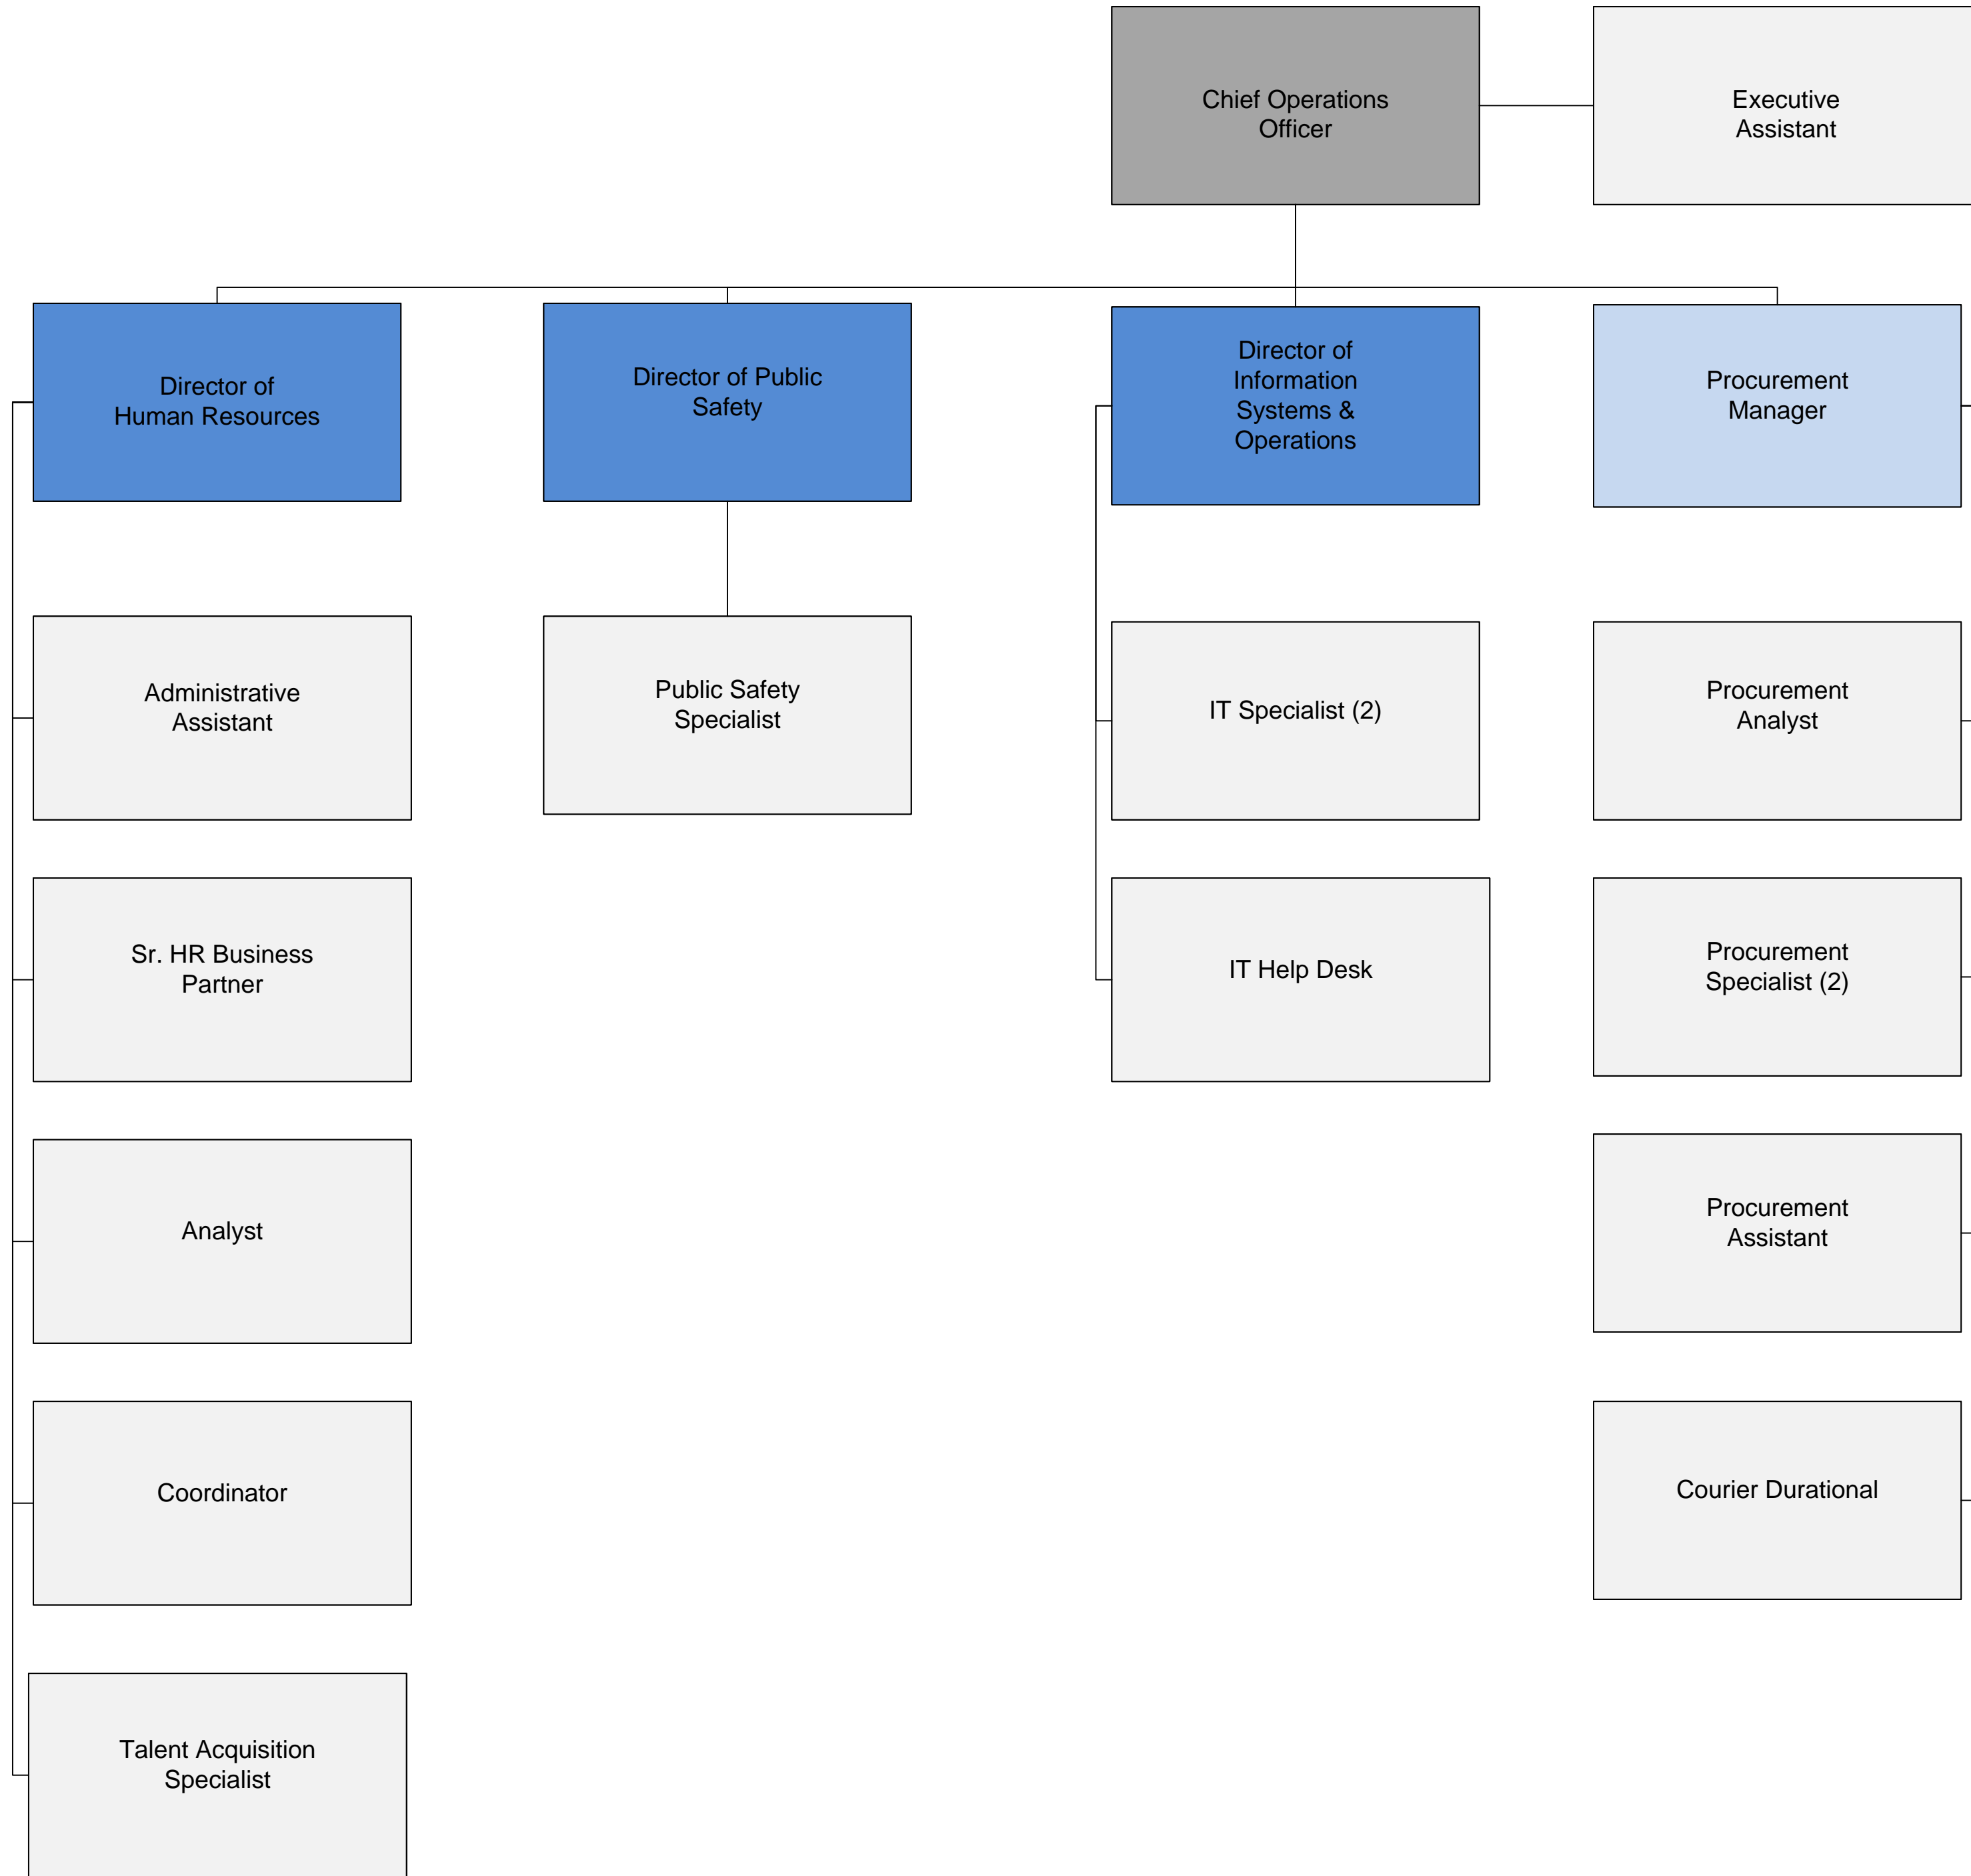 Chief Operations
Officer
Executive
Assistant
Director of
Human Resources
Director of Public
Safety
Director of
Information
Systems &
Operations
Procurement
Manager
Administrative
Assistant
Public Safety
Specialist
IT Specialist (2)
Procurement
Analyst
Sr. HR Business
Partner
IT Help Desk
Procurement
Specialist (2)
Analyst
Procurement
Assistant
Coordinator
Courier Durational
Talent Acquisition
Specialist